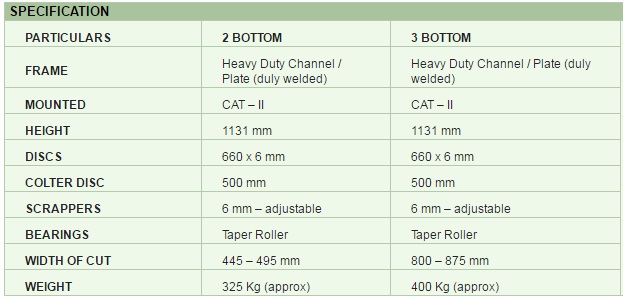 SPECIFICATION
PARTICULARS 2 BOTTOM 3 BOTTOM
FRAME Heavy Duty Channel / Plate (duly welded) Heavy Duty Channel / Plate (duly welded)
MOUNTED CAT – II CAT – II
HEIGHT 1131 mm 1131 mm
DISCS 660 x 6 mm 660 x 6 mm
COLTER DISC 500 mm 500 mm
SCRAPPERS 6 mm – adjustable 6 mm – adjustable
BEARINGS Taper Roller Taper Roller
WIDTH OF CUT 445 – 495 mm 800 – 875 mm
WEIGHT 325 Kg (approx) 400 Kg (approx)